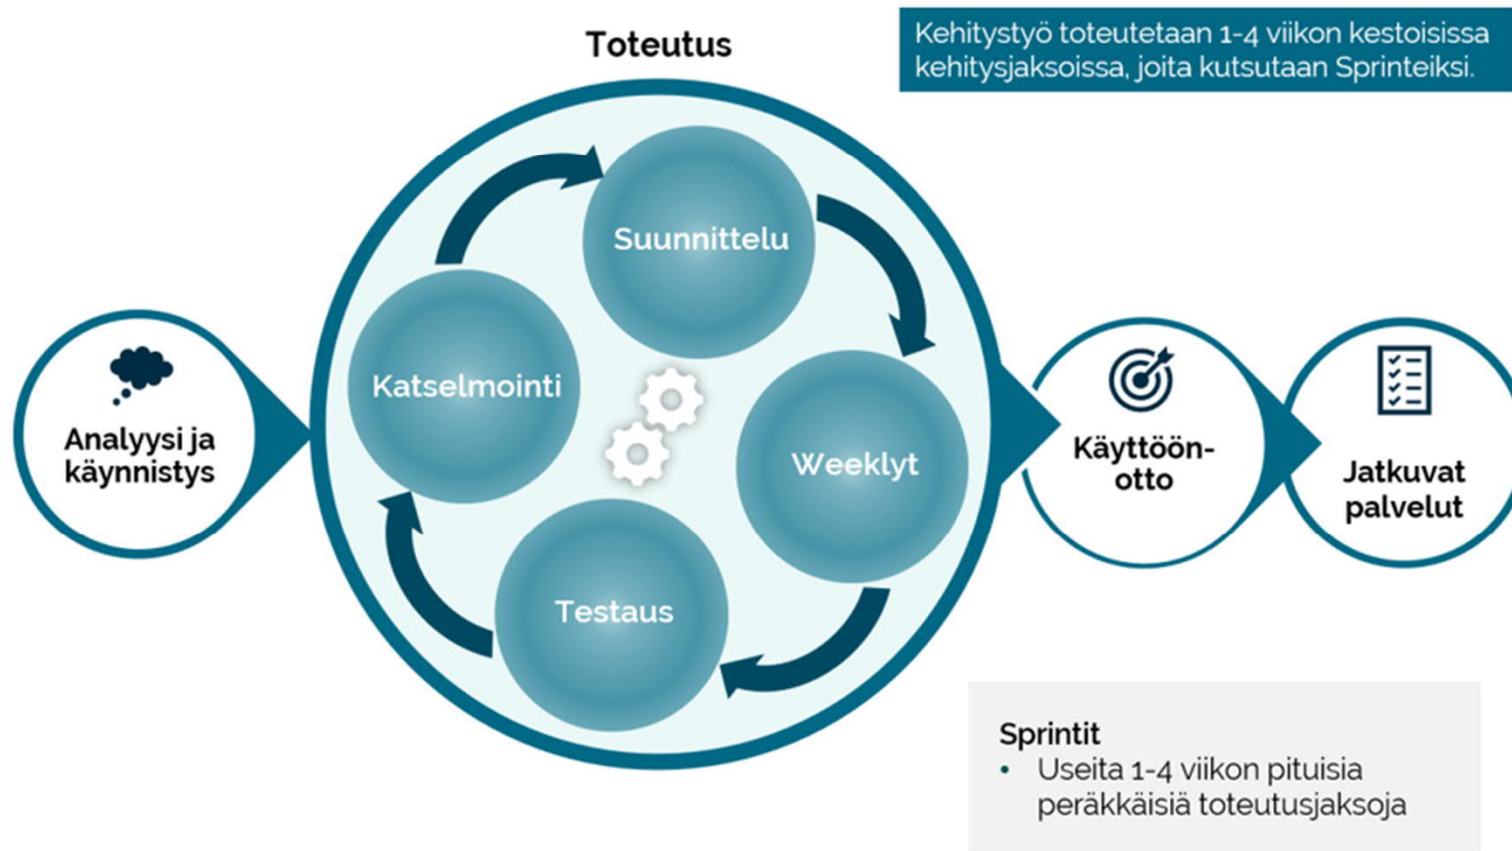 Toteutus
Kehitystyö toteutetaan 1-4 viikon kestoisissa
kehitysjaksoissa, joita kutsutaan Sprinteiksi.
Suunnittelu
Katselmointi
Weeklyt
Testaus
Analyysi ja
käynnistys
Käyttöön-
otto
Jatkuvat
palvelut
Sprintit
• Useita 1-4 viikon pituisia
peräkkäisiä toteutusjaksoja